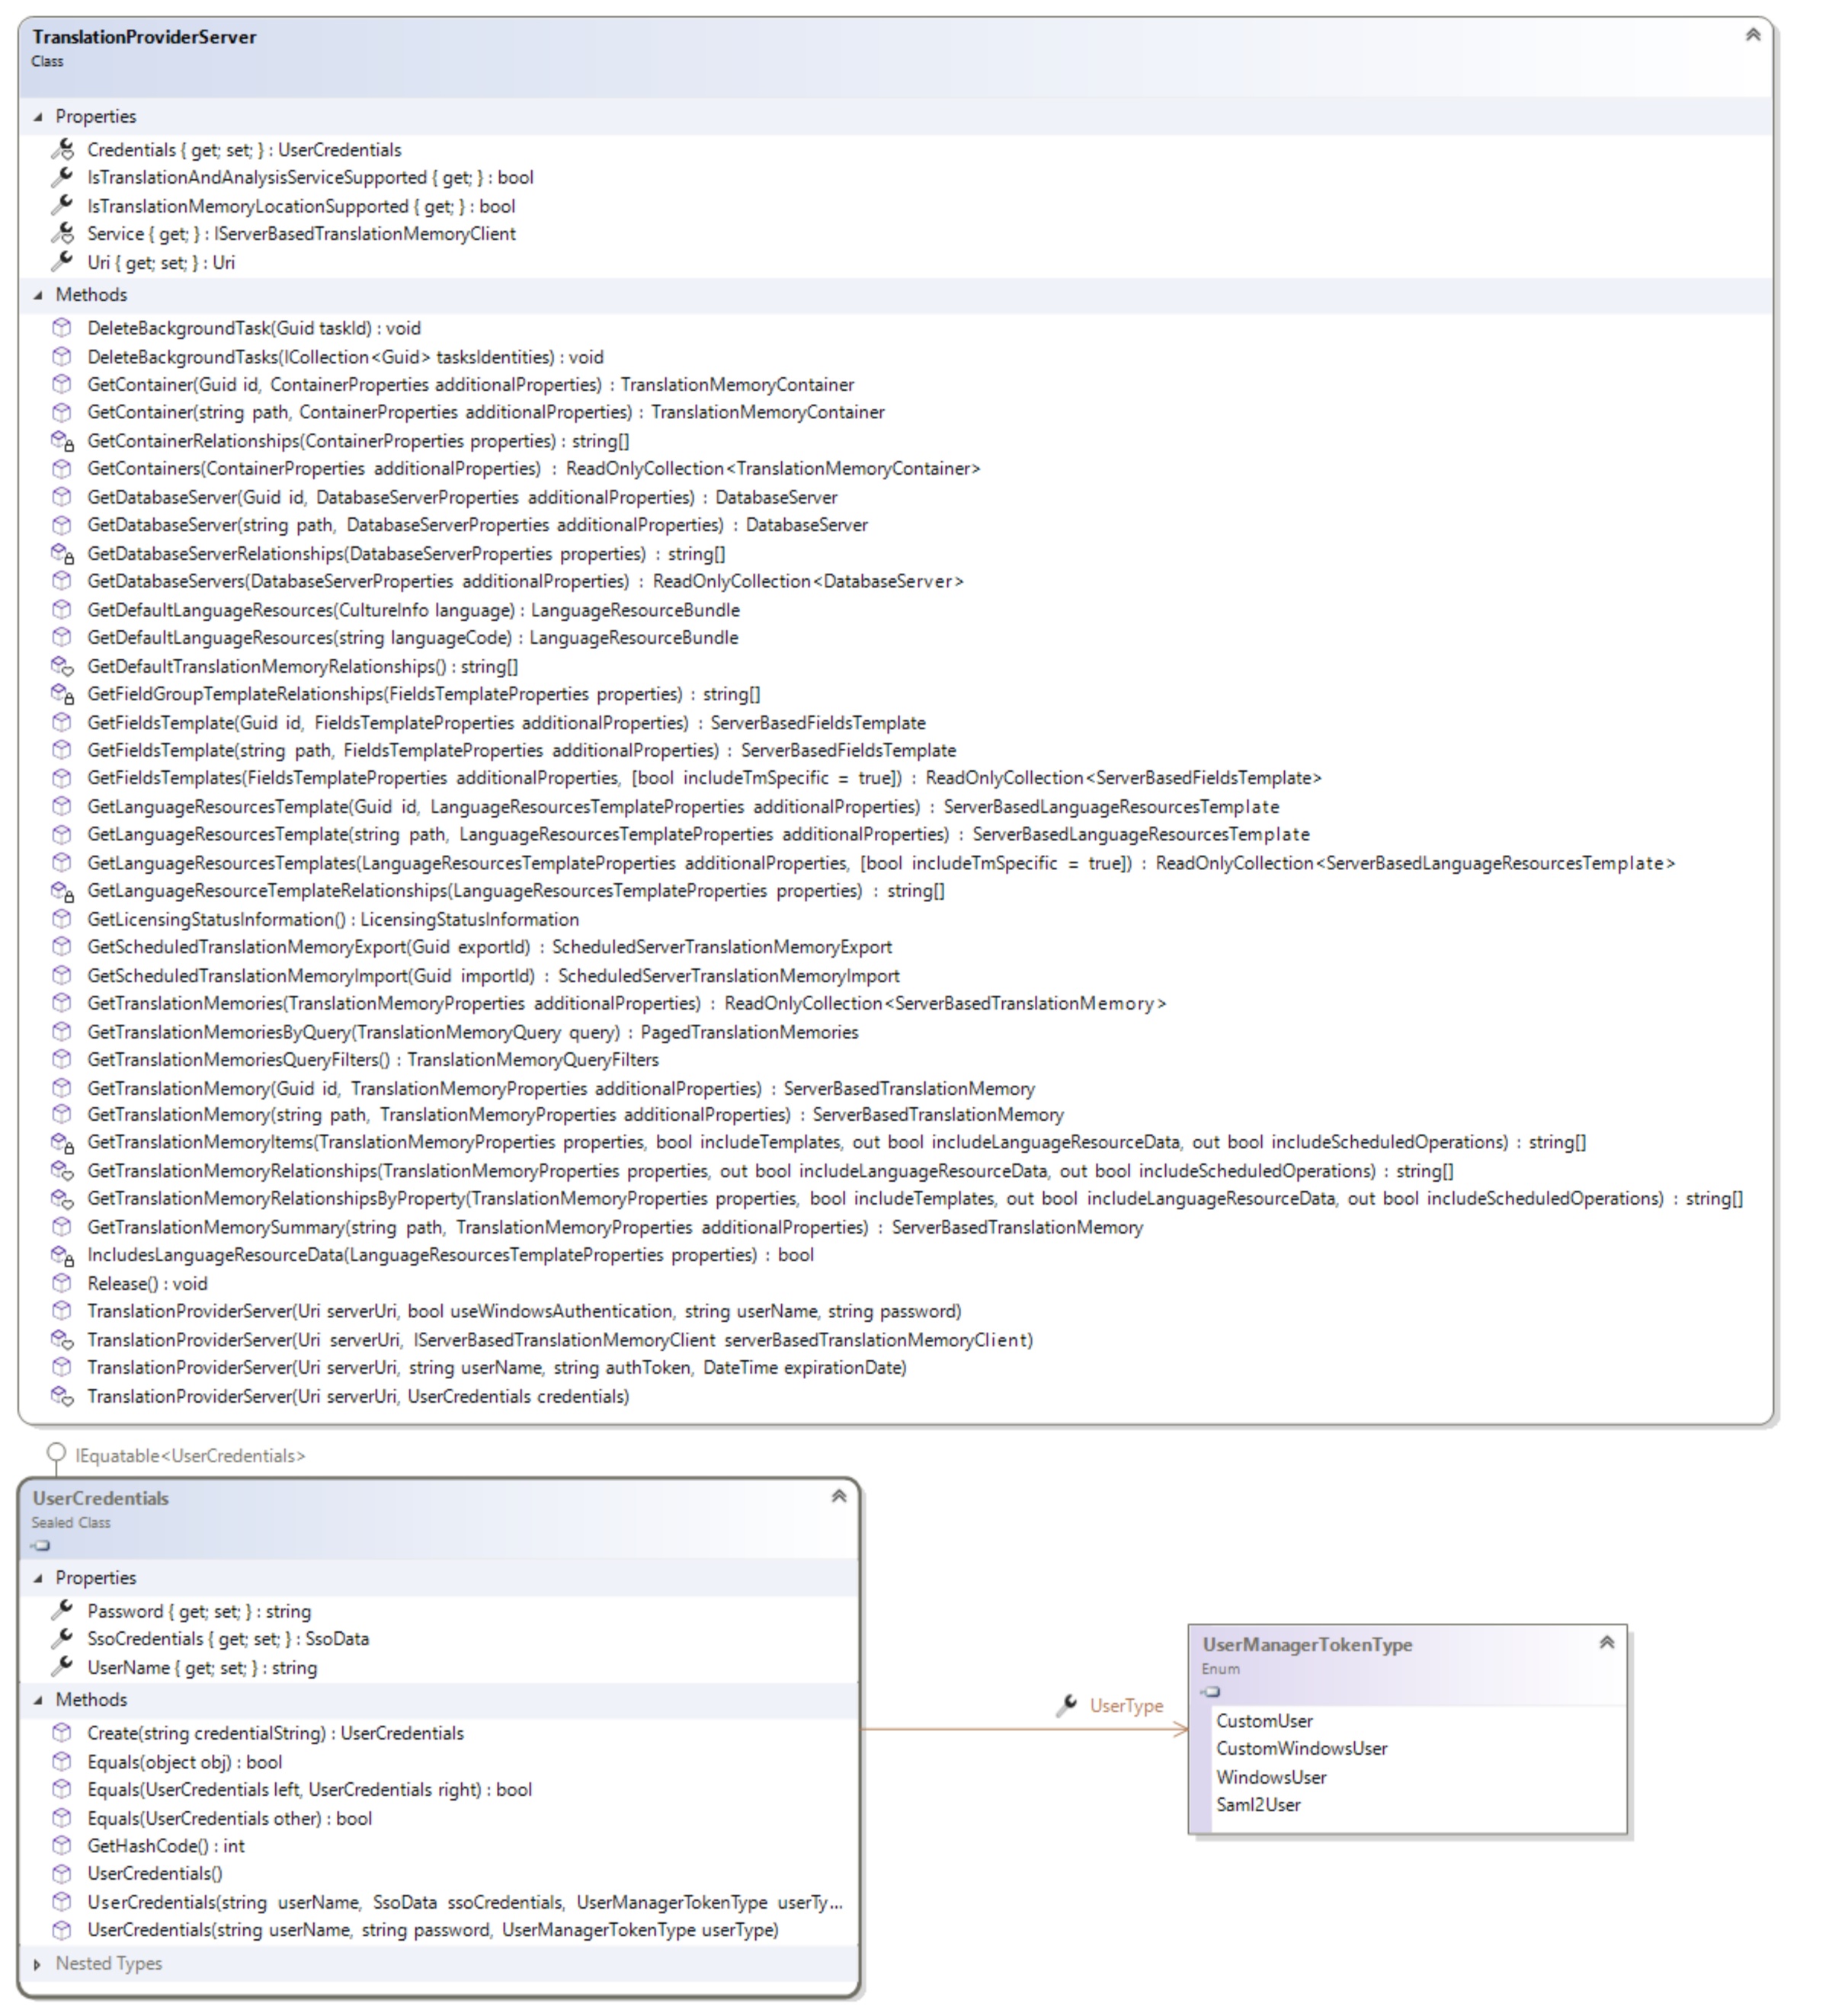 TranslationProviderServer
Class
Properties
Credentials { get; set; } : UserCredentials
IsTranslationAndAnalysisServiceSupported { get; } : bool
IsTranslationMemoryLocationSupported { get; } : bool
Service { get; } : IServerBasedTranslationMemoryClient
Uri { get; set; } : Uri
Methods
DeleteBackgroundTask(Guid taskId) : void
DeleteBackgroundTasks(ICollection<Guid> tasksIdentities) : void
GetContainer(Guid id, ContainerProperties additionalProperties) : TranslationMemoryContainer
GetContainer(string path, ContainerProperties additionalProperties) : TranslationMemoryContainer
GetContainerRelationships(ContainerProperties properties) : string[]
GetContainers(ContainerProperties additionalProperties) : ReadOnlyCollection<TranslationMemoryContainer>
GetDatabaseServer(Guid id, DatabaseServerProperties additionalProperties) : DatabaseServer
GetDatabaseServer(string path, DatabaseServerProperties additionalProperties) : DatabaseServer
GetDatabaseServerRelationships(DatabaseServerProperties properties) : string[]
GetDatabaseServers(DatabaseServerProperties additionalProperties) : ReadOnlyCollection<DatabaseServer>
GetDefaultLanguageResources(CultureInfo language) : LanguageResourceBundle
GetDefaultLanguageResources(string languageCode) : LanguageResourceBundle
GetDefaultTranslationMemoryRelationships() : string[]
GetFieldGroupTemplateRelationships(FieldsTemplateProperties properties) : string[]
GetFieldsTemplate(Guid id, FieldsTemplateProperties additionalProperties) : ServerBasedFieldsTemplate
GetFieldsTemplate(string path, FieldsTemplateProperties additionalProperties) : ServerBasedFieldsTemplate
GetFieldsTemplates(FieldsTemplateProperties additionalProperties, [bool includeTmSpecific = true]) : ReadOnlyCollection<ServerBasedFieldsTemplate>
GetLanguageResourcesTemplate(Guid id, LanguageResourcesTemplateProperties additionalProperties) : ServerBasedLanguageResourcesTemplate
GetLanguageResourcesTemplate(string path, LanguageResourcesTemplateProperties additionalProperties) : ServerBasedLanguageResourcesTemplate
GetLanguageResourcesTemplates(LanguageResourcesTemplateProperties additionalProperties, [bool includeTmSpecific = true]) : ReadOnlyCollection<ServerBasedLanguageResourcesTemplate>
GetLanguageResourceTemplateRelationships(LanguageResourcesTemplateProperties properties) : string[]
GetLicensingStatusInformation() : LicensingStatusInformation
GetScheduledTranslationMemoryExport(Guid exportId) : ScheduledServerTranslationMemoryExport
GetScheduledTranslationMemoryImport(Guid importId) : ScheduledServerTranslationMemoryImport
GetTranslationMemories(TranslationMemoryProperties additionalProperties) : ReadOnlyCollection<ServerBasedTranslationMemory>
GetTranslationMemoriesByQuery(TranslationMemoryQuery query) : PagedTranslationMemories
GetTranslationMemoriesQueryFilters() : TranslationMemoryQueryFilters
GetTranslationMemory(Guid id, TranslationMemoryProperties additionalProperties) : ServerBasedTranslationMemory
GetTranslationMemory(string path, TranslationMemoryProperties additionalProperties) : ServerBasedTranslationMemory
GetTranslationMemoryItems(TranslationMemoryProperties properties, bool includeTemplates, out bool includeLanguageResourceData, out bool includeScheduledOperations) : string[]
GetTranslationMemoryRelationships(TranslationMemoryProperties properties, out bool includeLanguageResourceData, out bool includeScheduledOperations) : string[]
GetTranslationMemoryRelationshipsByProperty(TranslationMemoryProperties properties, bool includeTemplates, out bool includeLanguageResourceData, out bool includeScheduledOperations) : string[]
GetTranslationMemorySummary(string path, TranslationMemoryProperties additionalProperties) : ServerBasedTranslationMemory
IncludesLanguageResourceData(LanguageResourcesTemplateProperties properties) : bool
Release() : void
TranslationProviderServer(Uri serverUri, bool useWindowsAuthentication, string userName, string password)
TranslationProviderServer(Uri serverUri, IServerBasedTranslationMemoryClient serverBasedTranslationMemoryClient)
TranslationProviderServer(Uri serverUri, string userName, string authToken, DateTime expirationDate)
TranslationProviderServer(Uri serverUri, UserCredentials credentials)
IEquatable<UserCredentials>
UserCredentials
Sealed Class
Properties
Password { get; set; } : string
SsoCredentials { get; set; } : SsoData
UserName { get; set; } : string
Methods
Create(string credentialString) : UserCredentials
Equals(object obj) : bool
Equals(UserCredentials left, UserCredentials right) : bool
Equals(UserCredentials other) : bool
GetHashCode() : int
UserCredentials()
UserCredentials(string userName, SsoData ssoCredentials, UserManagerTokenType userTy...
UserCredentials(string userName, string password, UserManagerTokenType userType)
Nested Types
UserType
UserManagerTokenType
Enum
CustomUser
CustomWindowsUser
WindowsUser
Saml2User